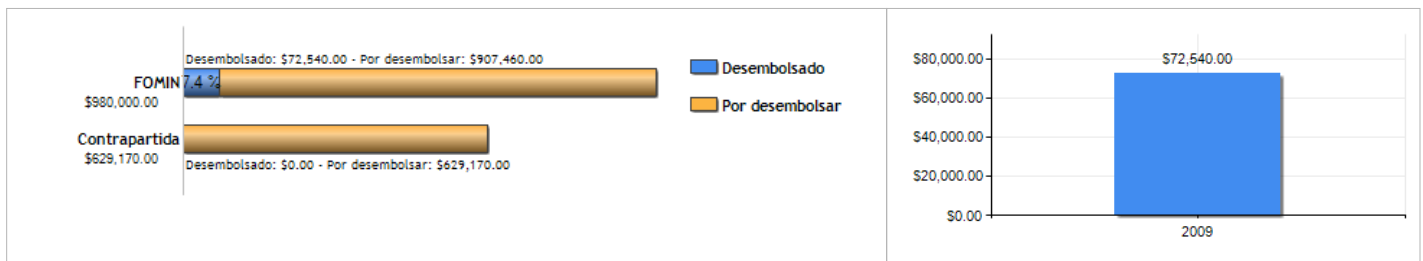 Desembolsado: $72,540.00 - Por desembolsar: $907,460.00
FOMIN 7.4 %
$980,000.00
Contrapartida
$629,170.00
Desembolsado: $0.00 - Por desembolsar: $629,170.00
Desembolsado
Por desembolsar
$80,000.00
$72,540.00
$60,000.00
$40,000.00
$20,000.00
$0.00
2009